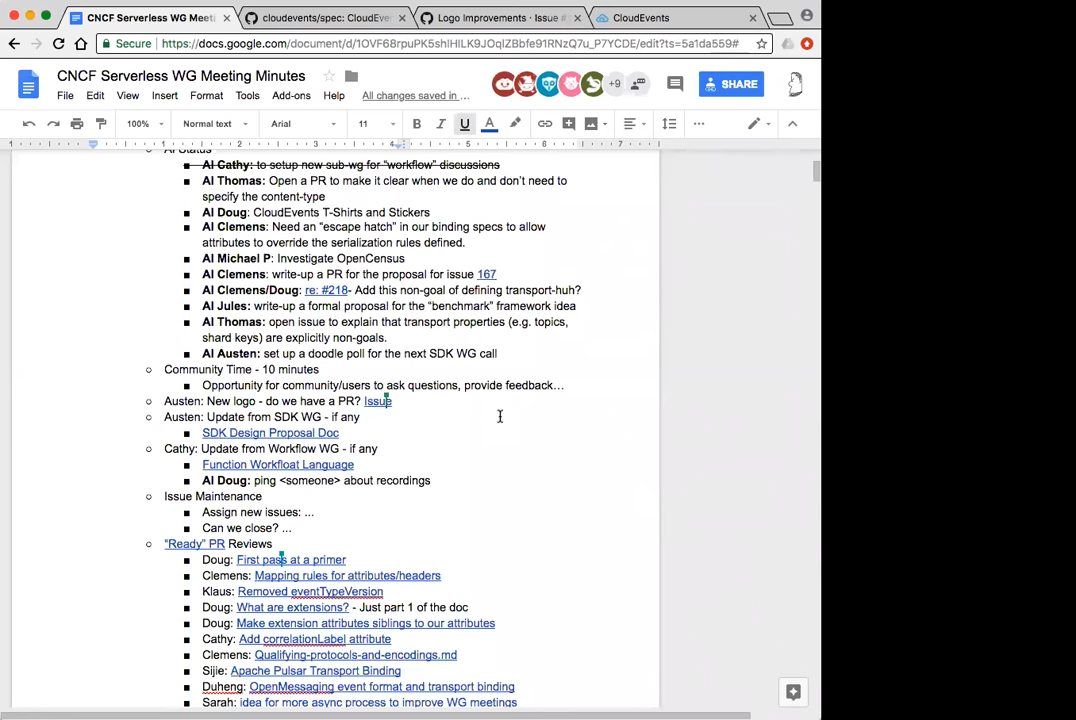 CNCF Serverless WG Meeti
cloudevents/spec: CloudEve
Logo Improvements · Issue #
CloudEvents
Secure
https://docs.google.com/document/d/1OVF68rpuPK5shIHILK9JOqIZBbfe91RNzQ7u_P7YCDE/edit?ts=5a1da559#
CNCF Serverless WG Meeting Minutes
+9
SHARE
File Edit View Insert Format Tools Add-ons Help All changes saved in …
100% Normal text Arial 11 B I U A
1 1 2 3 4 5 6 7
AI Status
AI Cathy: to setup new sub-wg for “workflow” discussions
AI Thomas: Open a PR to make it clear when we do and don’t need to
specify the content-type
AI Doug: CloudEvents T-Shirts and Stickers
AI Clemens: Need an “escape hatch” in our binding specs to allow
attributes to override the serialization rules defined.
AI Michael P: Investigate OpenCensus
AI Clemens: write-up a PR for the proposal for issue 167
AI Clemens/Doug: re: #218- Add this non-goal of defining transport-huh?
AI Jules: write-up a formal proposal for the “benchmark” framework idea
AI Thomas: open issue to explain that transport properties (e.g. topics,
shard keys) are explicitly non-goals.
AI Austen: set up a doodle poll for the next SDK WG call
Community Time - 10 minutes
Opportunity for community/users to ask questions, provide feedback…
Austen: New logo - do we have a PR? Issue
Austen: Update from SDK WG - if any
SDK Design Proposal Doc
Cathy: Update from Workflow WG - if any
Function Workfloat Language
AI Doug: ping <someone> about recordings
Issue Maintenance
Assign new issues: ...
Can we close? ...
“Ready” PR Reviews
Doug: First pass at a primer
Clemens: Mapping rules for attributes/headers
Klaus: Removed eventTypeVersion
Doug: What are extensions? - Just part 1 of the doc
Doug: Make extension attributes siblings to our attributes
Cathy: Add correlationLabel attribute
Clemens: Qualifying-protocols-and-encodings.md
Sijie: Apache Pulsar Transport Binding
Duheng: OpenMessaging event format and transport binding
Sarah: idea for more async process to improve WG meetings